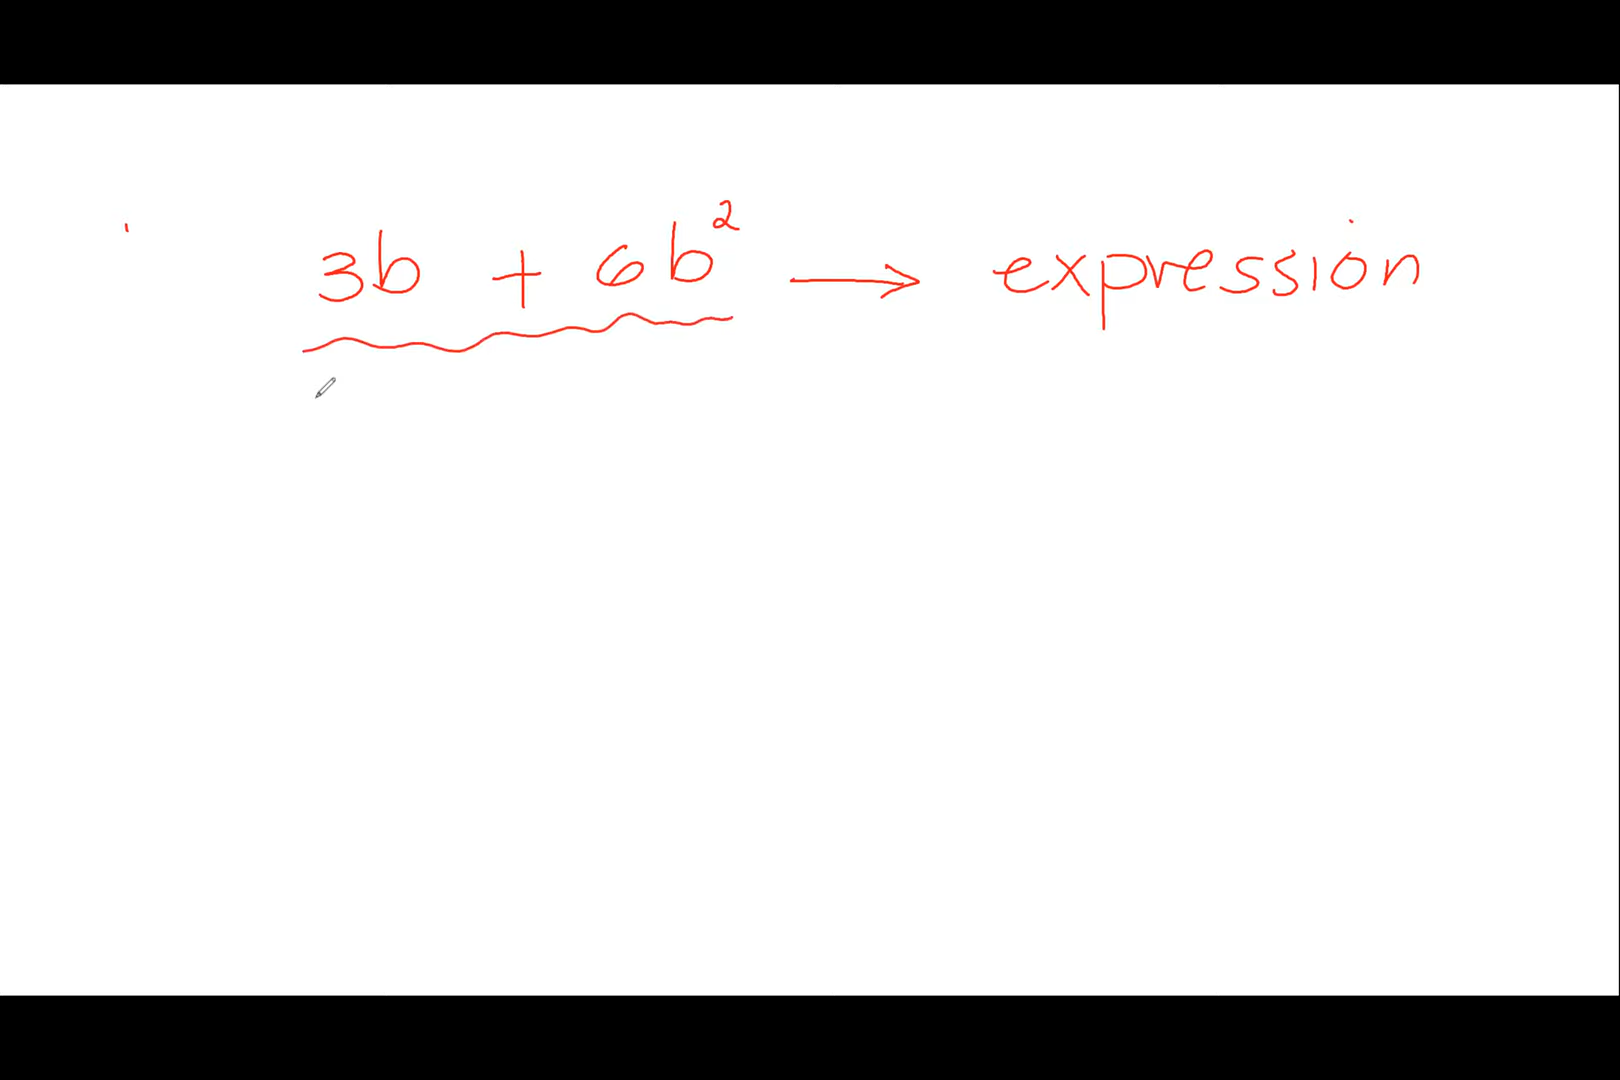 3b + 6b² → expression